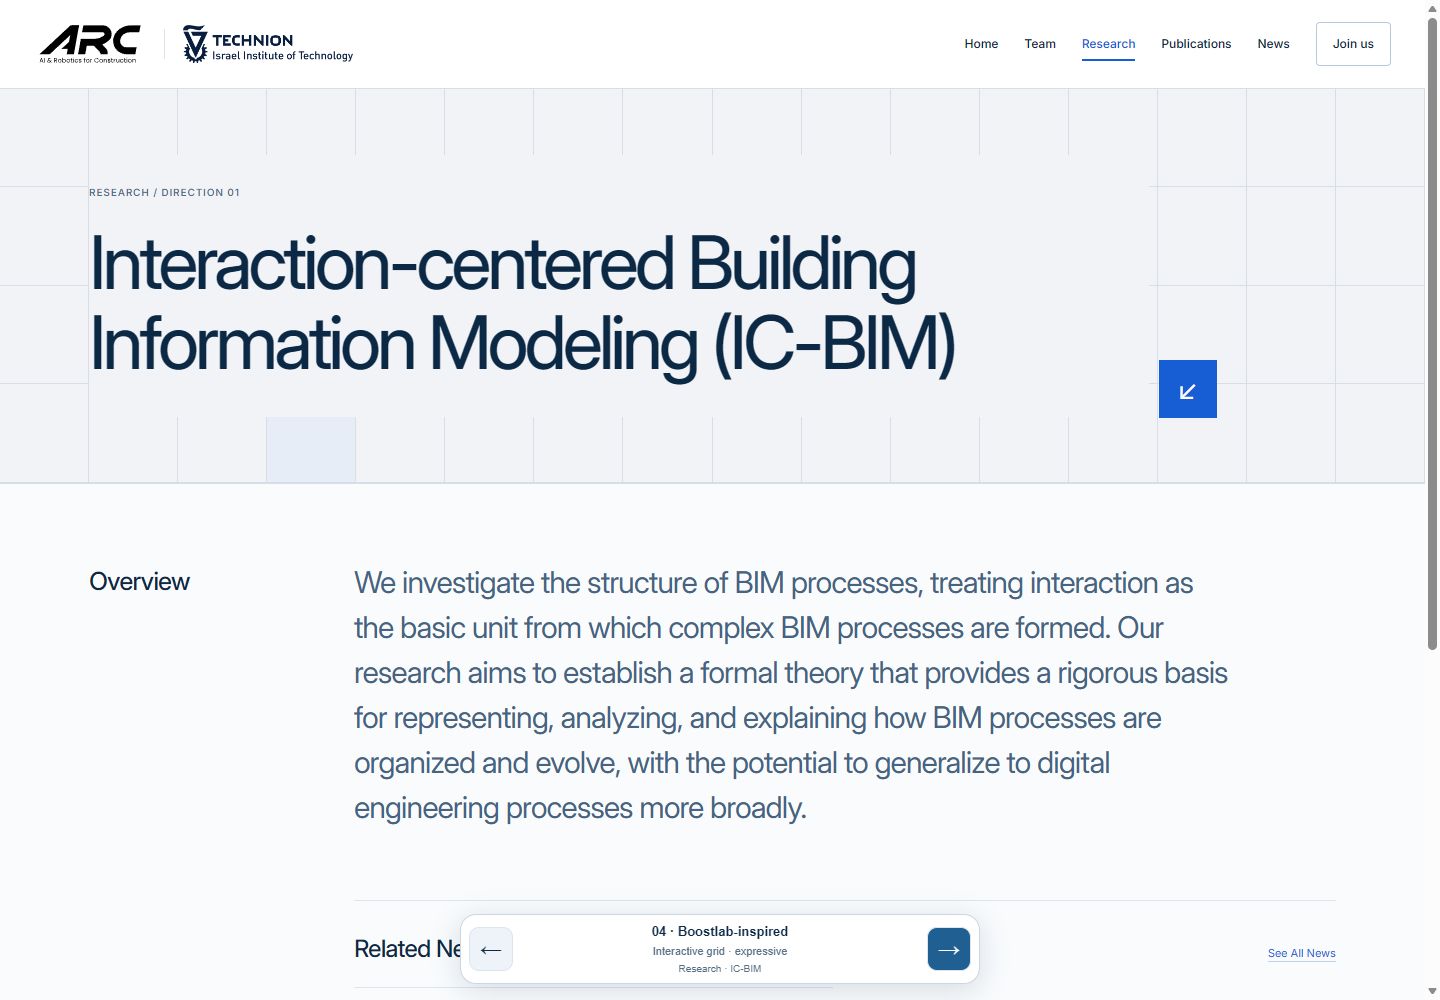 ARC
AI & Robotics for Construction
TECHNION
Israel Institute of Technology
Home
Team
Research
Publications
News
Join us
RESEARCH / DIRECTION 01
Interaction-centered Building
Information Modeling (IC-BIM)
Overview
We investigate the structure of BIM processes, treating interaction as
the basic unit from which complex BIM processes are formed. Our
research aims to establish a formal theory that provides a rigorous basis
for representing, analyzing, and explaining how BIM processes are
organized and evolve, with the potential to generalize to digital
engineering processes more broadly.
Related Ne
See All News
04 · Boostlab-inspired
Interactive grid · expressive
Research · IC-BIM